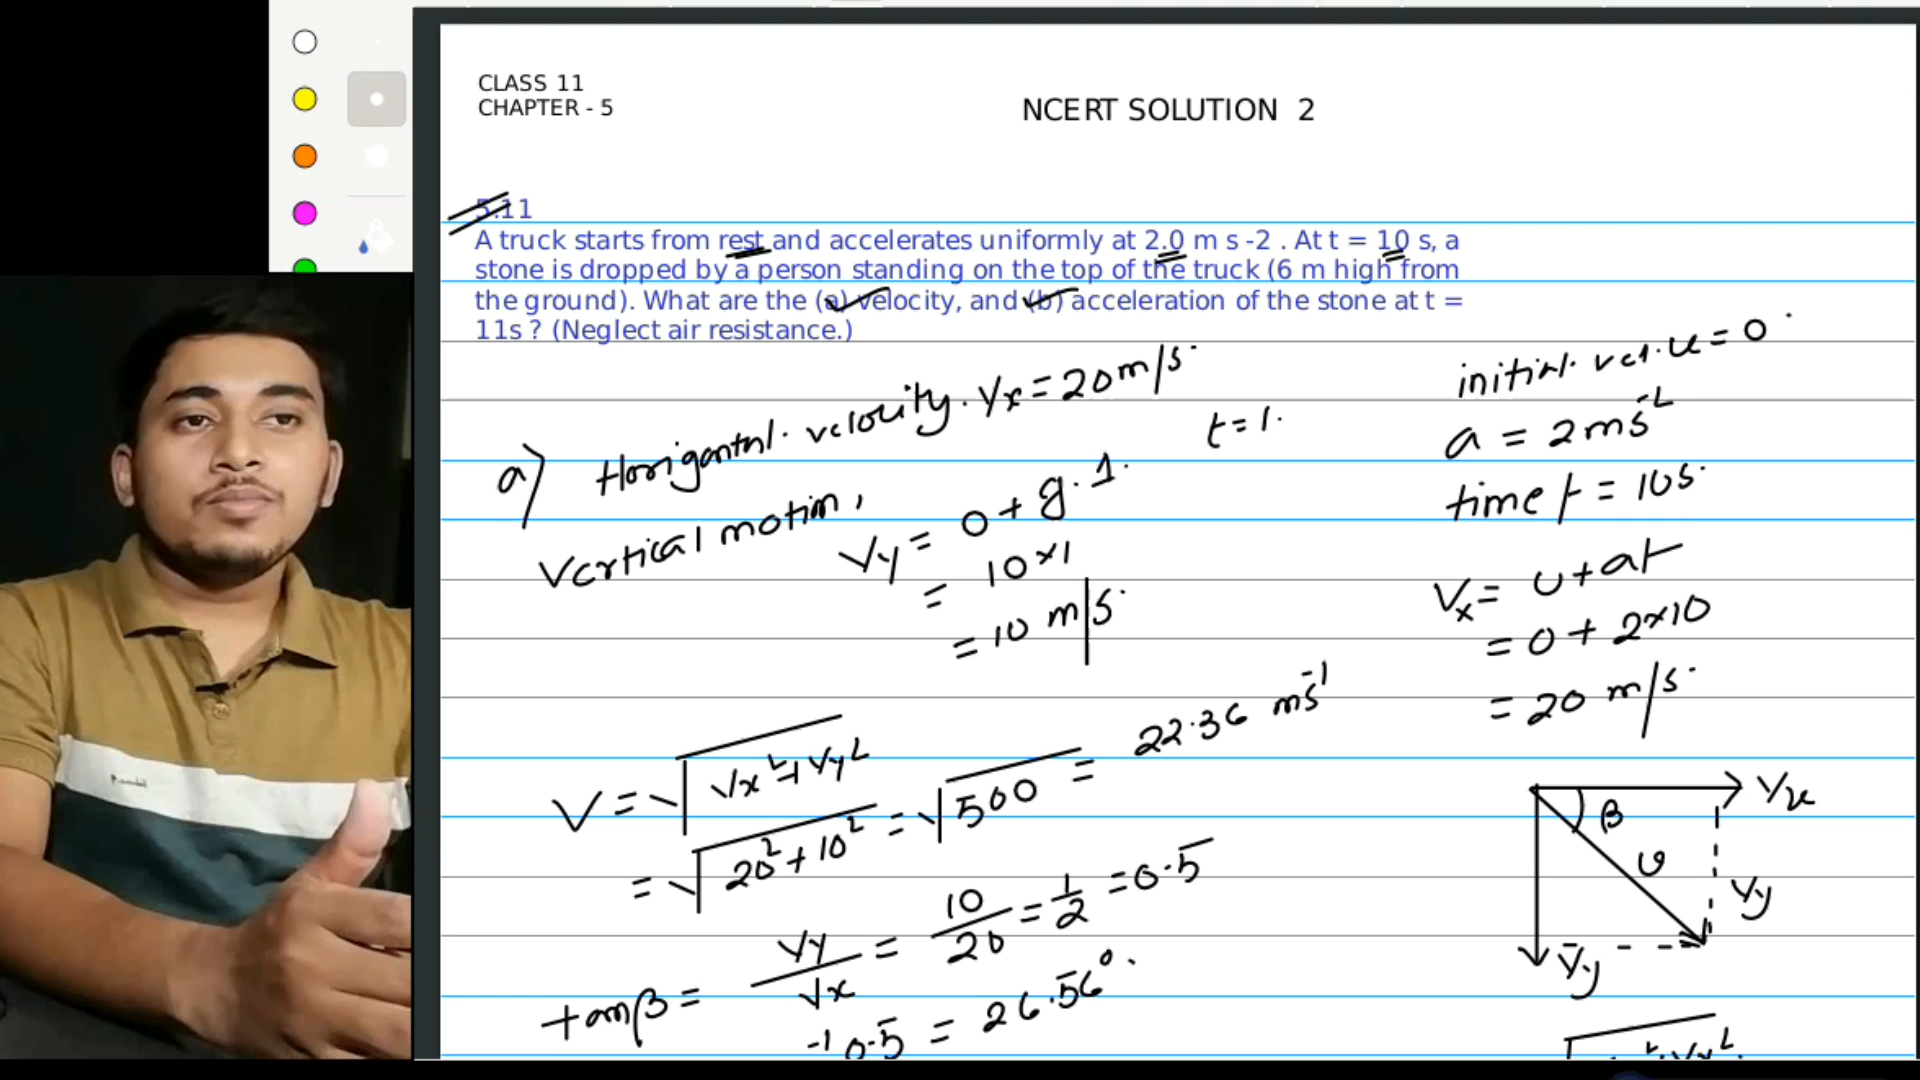 CLASS 11
CHAPTER - 5
NCERT SOLUTION 2
5.11
A truck starts from rest and accelerates uniformly at 2.0 m s -2 . At t = 10 s, a
stone is dropped by a person standing on the top of the truck (6 m high from
the ground). What are the (a) velocity, and (b) acceleration of the stone at t =
11s ? (Neglect air resistance.)
initial. vel. u = 0
a = 2 ms⁻²
time t = 10s.
Vx = u + at
= 0 + 2×10
= 20 m/s.
a) Horizontal. velocity. Vx = 20 m/s.
t = 1.
Vertical motion,
Vy = 0 + g . 1.
= 10×1
= 10 m/s.
V = √Vx² + Vy²
= √20² + 10² = √500 = 22.36 ms⁻¹
tanβ = Vy/Vx = 10/20 = 1/2 = 0.5
⁻¹ 0.5 = 26.56°.
Vx
β
v
Vy
Vy